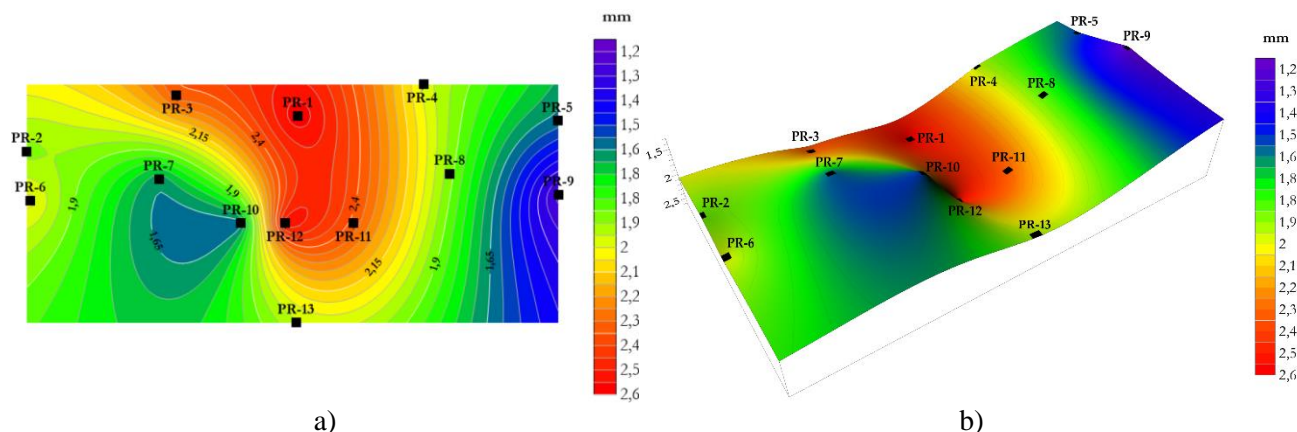 mm
1,2
1,3
1,4
1,5
1,6
1,7
1,8
1,9
2
2,1
2,2
2,3
2,4
2,5
2,6
PR-1
PR-2
PR-3
PR-4
PR-5
PR-6
PR-7
PR-8
PR-9
PR-10
PR-11
PR-12
PR-13
2,15
2,4
1,9
1,9
1,65
2,4
2,15
1,9
1,65
a)
PR-5
PR-9
PR-4
PR-8
PR-3
PR-1
PR-7
PR-10
PR-11
PR-12
PR-13
PR-2
PR-6
1,5
2
2,5
mm
1,2
1,3
1,4
1,5
1,6
1,7
1,8
1,9
2
2,1
2,2
2,3
2,4
2,5
2,6
b)